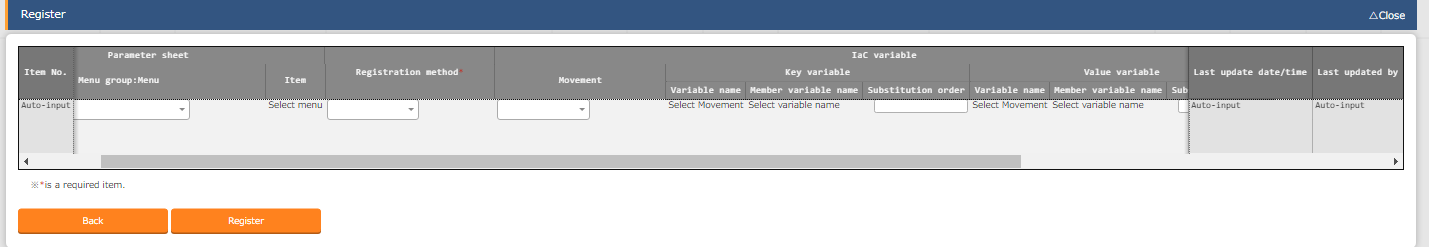 Register
△Close
Parameter sheet
IaC variable
Item No.
Registration method*
Last update date/time
Last updated by
Menu group:Menu
Item
Movement
Key variable
Value variable
Variable name
Member variable name
Substitution order
Variable name
Member variable name
Sub
Auto-input
Select menu
Select Movement
Select variable name
Select Movement
Select variable name
Auto-input
Auto-input
※*is a required item.
Back
Register